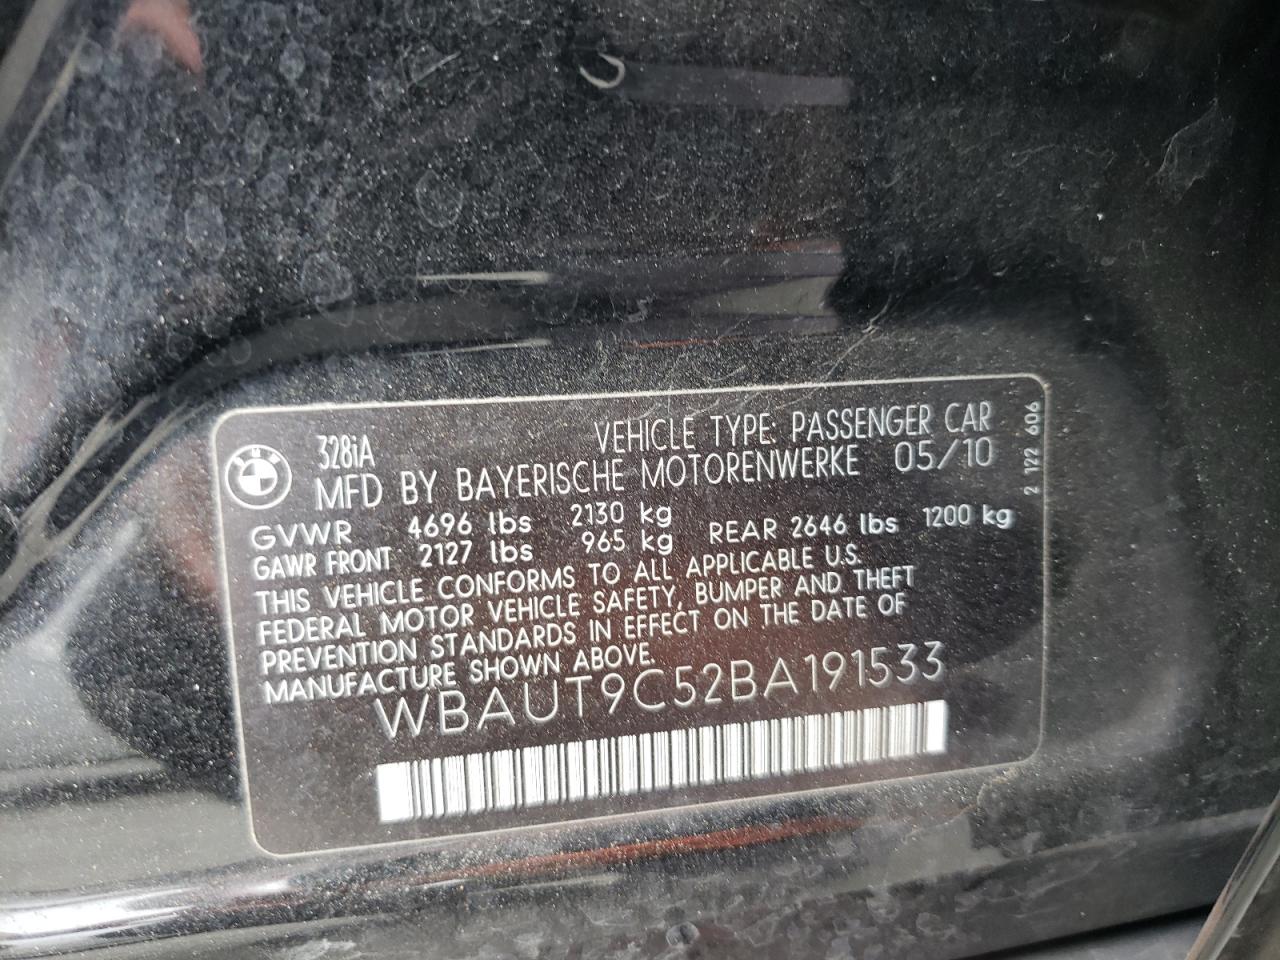 BMW
328iA
VEHICLE TYPE: PASSENGER CAR
MFD BY BAYERISCHE MOTORENWERKE 05/10
GVWR 4696 lbs 2130 kg
GAWR FRONT 2127 lbs 965 kg REAR 2646 lbs 1200 kg
THIS VEHICLE CONFORMS TO ALL APPLICABLE U.S.
FEDERAL MOTOR VEHICLE SAFETY, BUMPER AND THEFT
PREVENTION STANDARDS IN EFFECT ON THE DATE OF
MANUFACTURE SHOWN ABOVE.
WBAUT9C52BA191533
2 122 606